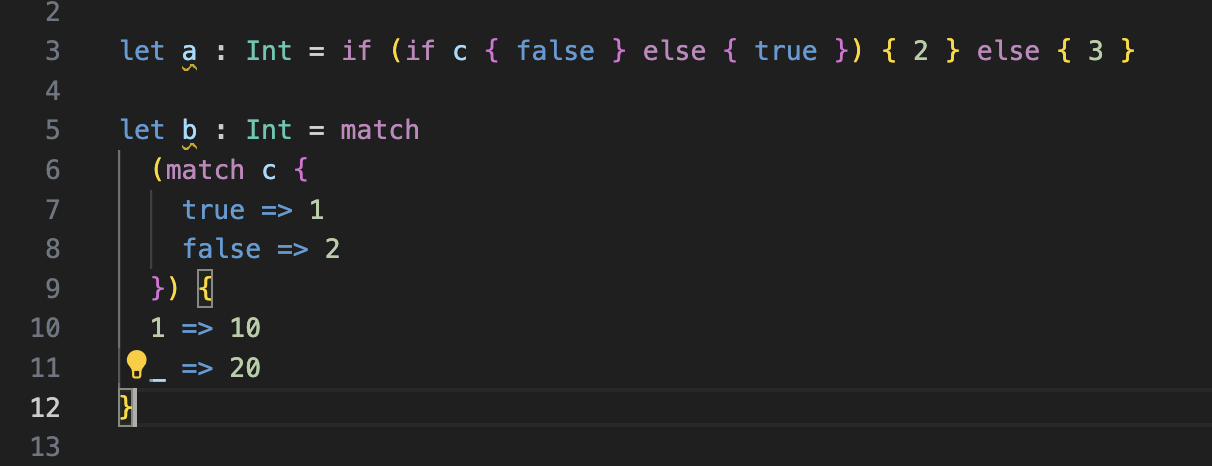 2
3 let a : Int = if (if c { false } else { true }) { 2 } else { 3 }
4
5 let b : Int = match
6   (match c {
7     true => 1
8     false => 2
9   }) {
10   1 => 10
11   _ => 20
12 }
13